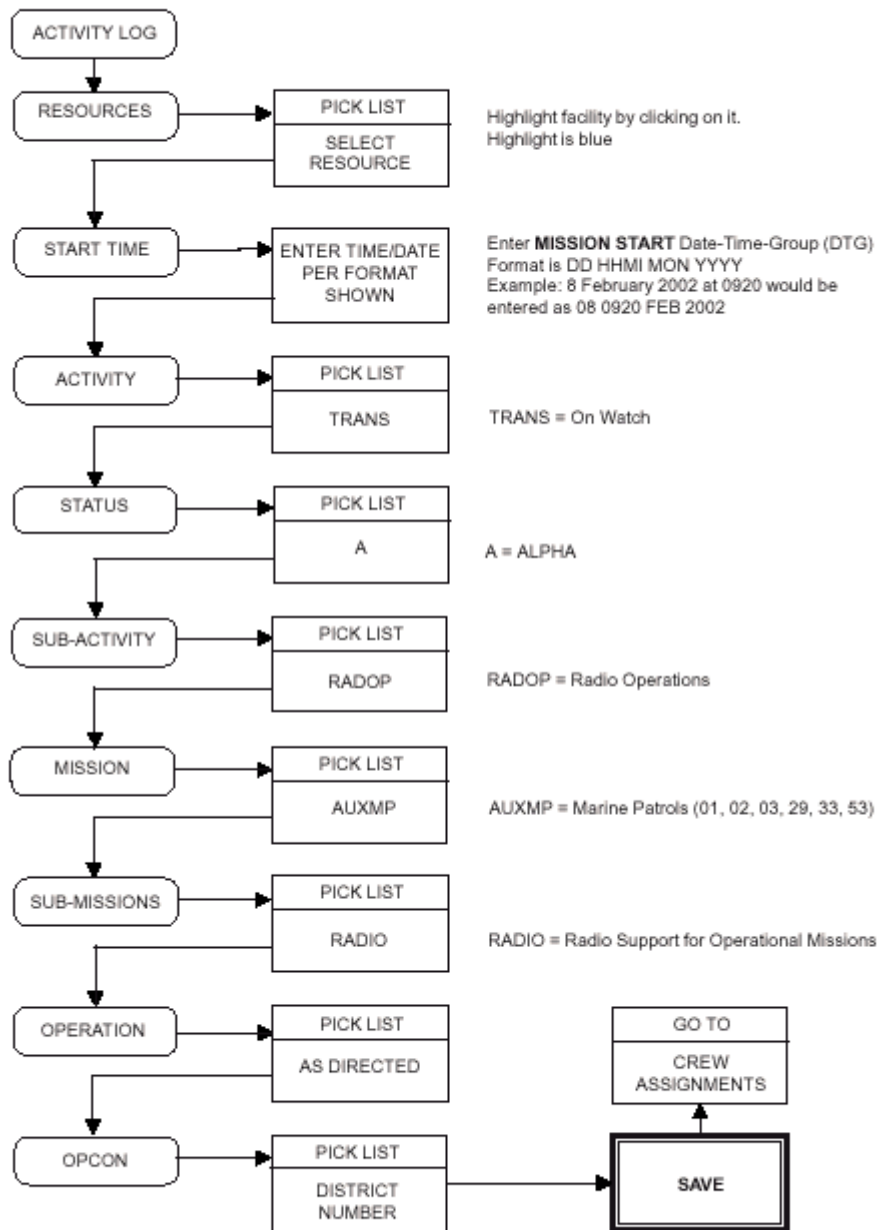 ACTIVITY LOG
RESOURCES
PICK LIST
SELECT
RESOURCE
Highlight facility by clicking on it.
Highlight is blue
START TIME
ENTER TIME/DATE
PER FORMAT
SHOWN
Enter MISSION START Date-Time-Group (DTG)
Format is DD HHMI MON YYYY
Example: 8 February 2002 at 0920 would be
entered as 08 0920 FEB 2002
ACTIVITY
PICK LIST
TRANS
TRANS = On Watch
STATUS
PICK LIST
A
A = ALPHA
SUB-ACTIVITY
PICK LIST
RADOP
RADOP = Radio Operations
MISSION
PICK LIST
AUXMP
AUXMP = Marine Patrols (01, 02, 03, 29, 33, 53)
SUB-MISSIONS
PICK LIST
RADIO
RADIO = Radio Support for Operational Missions
OPERATION
PICK LIST
AS DIRECTED
OPCON
PICK LIST
DISTRICT
NUMBER
SAVE
GO TO
CREW
ASSIGNMENTS